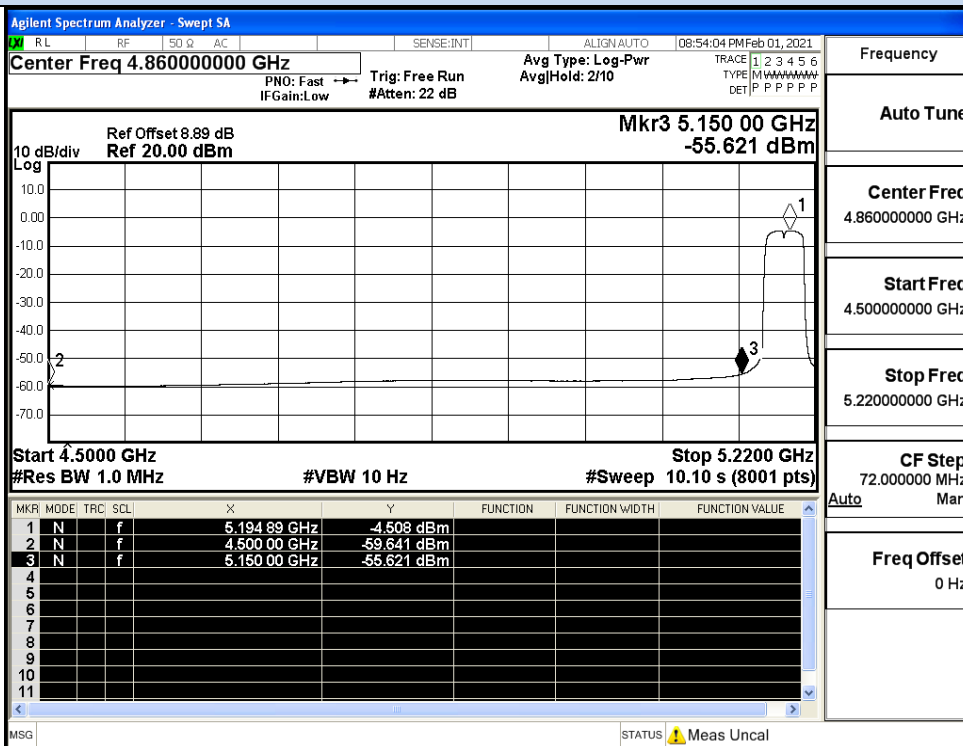 Agilent Spectrum Analyzer - Swept SA
LXI RL RF 50 Ω AC SENSE:INT ALIGN AUTO 08:54:04 PM Feb 01, 2021
Center Freq 4.860000000 GHz
PNO: Fast
IFGain:Low
Trig: Free Run
#Atten: 22 dB
Avg Type: Log-Pwr
Avg|Hold: 2/10
TRACE 1 2 3 4 5 6
TYPE M WWWWW
DET P P P P P P
Mkr3 5.150 00 GHz
-55.621 dBm
Ref Offset 8.89 dB
10 dB/div Ref 20.00 dBm
Log
10.0
0.00
-10.0
-20.0
-30.0
-40.0
-50.0
-60.0
-70.0
1
2
3
Start 4.5000 GHz Stop 5.2200 GHz
#Res BW 1.0 MHz #VBW 10 Hz #Sweep 10.10 s (8001 pts)
MKR MODE TRC SCL X Y FUNCTION FUNCTION WIDTH FUNCTION VALUE
1 N f 5.194 89 GHz -4.508 dBm
2 N f 4.500 00 GHz -59.641 dBm
3 N f 5.150 00 GHz -55.621 dBm
4
5
6
7
8
9
10
11
MSG STATUS Meas Uncal
Frequency
Auto Tune
Center Freq
4.860000000 GHz
Start Freq
4.500000000 GHz
Stop Freq
5.220000000 GHz
CF Step
72.000000 MHz
Auto Man
Freq Offset
0 Hz